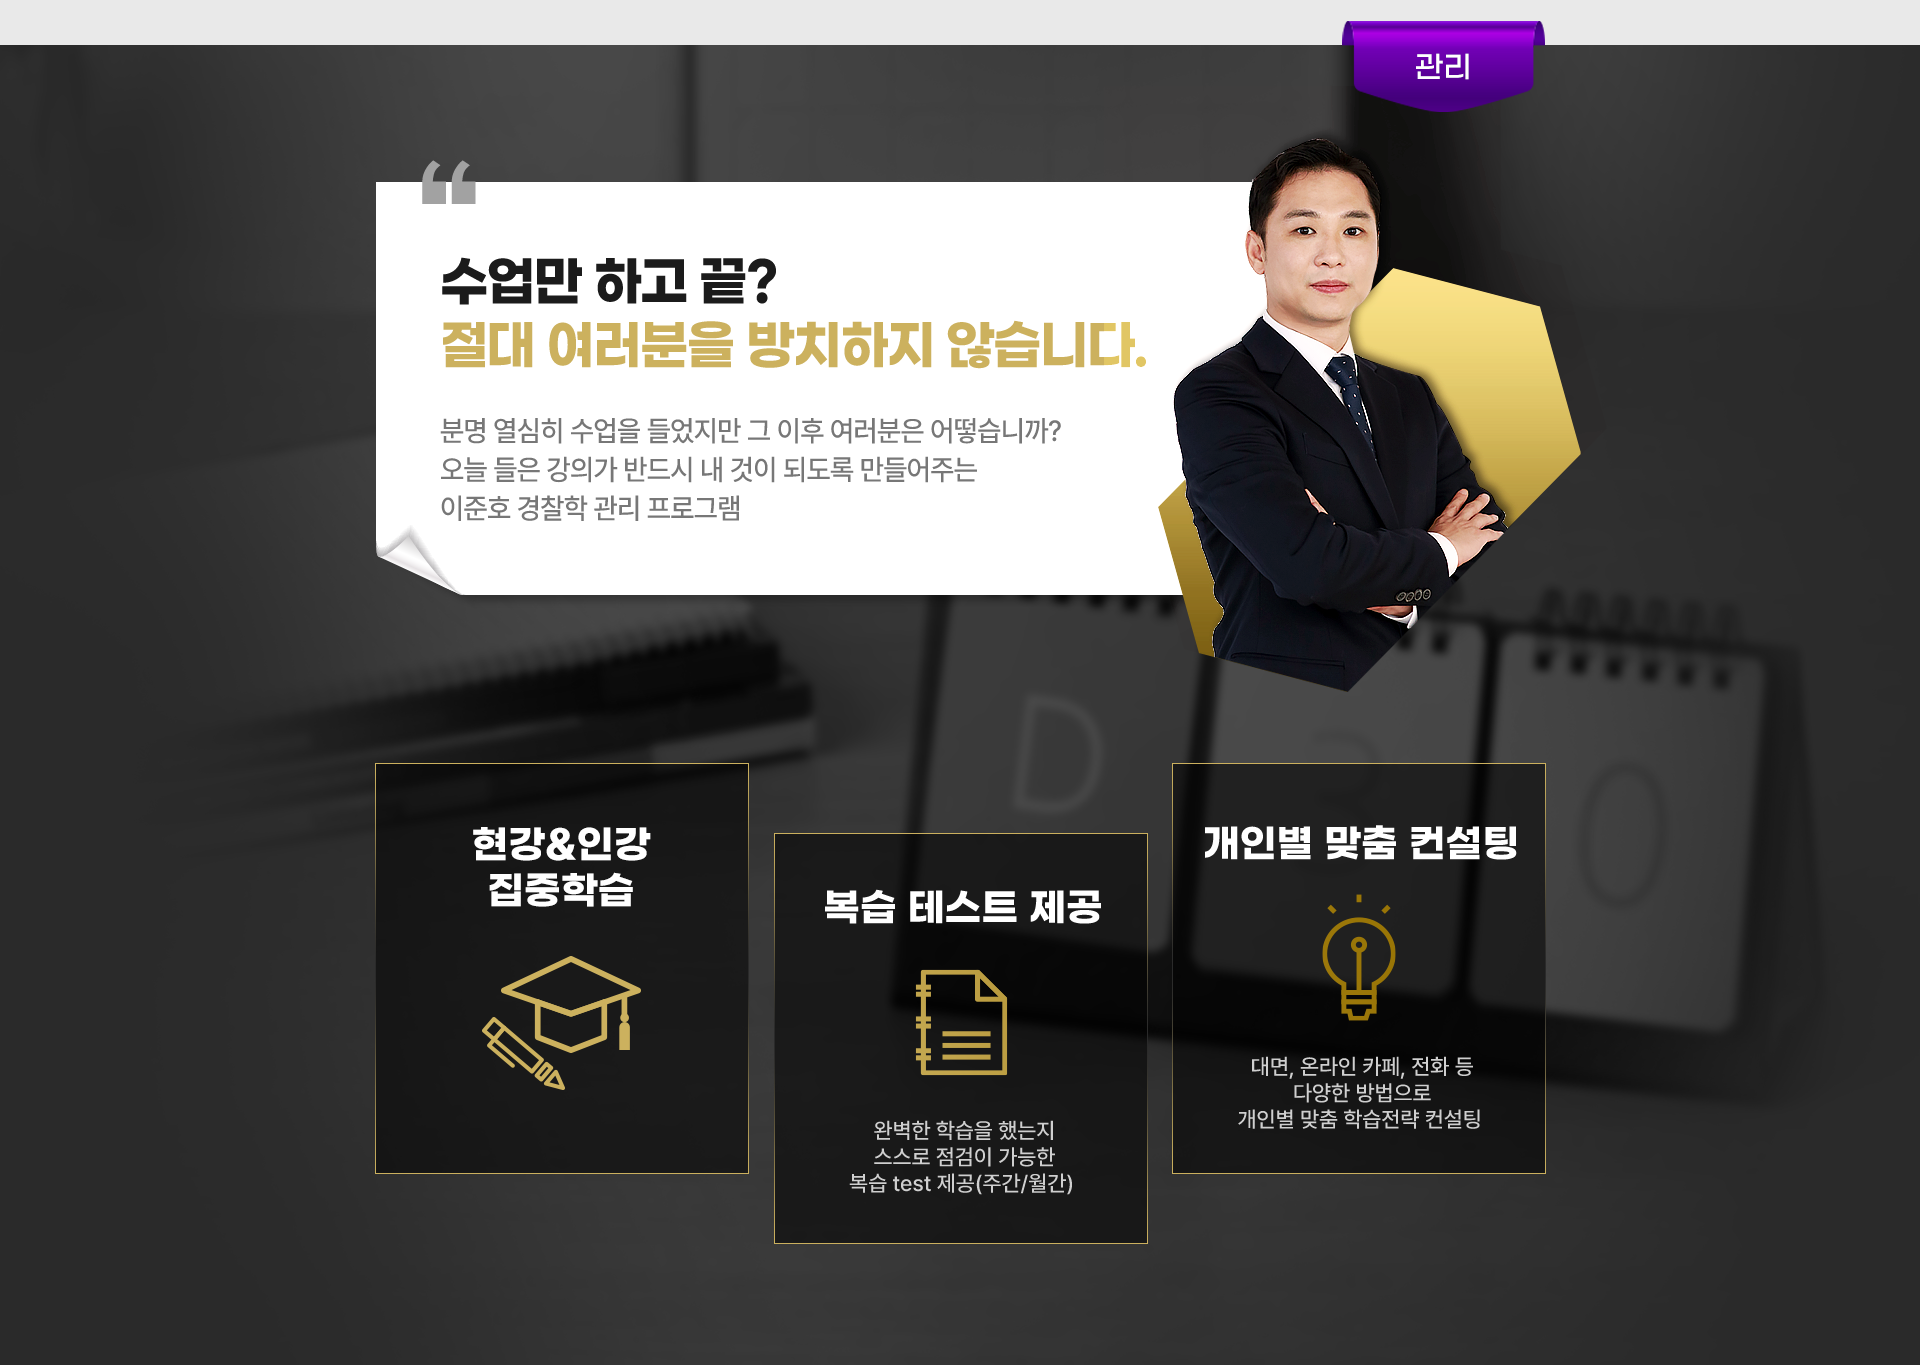 관리
수업만 하고 끝?
절대 여러분을 방치하지 않습니다.
분명 열심히 수업을 들었지만 그 이후 여러분은 어떻습니까?
오늘 들은 강의가 반드시 내 것이 되도록 만들어주는
이준호 경찰학 관리 프로그램
현강&인강
집중학습
복습 테스트 제공
완벽한 학습을 했는지
스스로 점검이 가능한
복습 test 제공(주간/월간)
개인별 맞춤 컨설팅
대면, 온라인 카페, 전화 등
다양한 방법으로
개인별 맞춤 학습전략 컨설팅
D
3
0